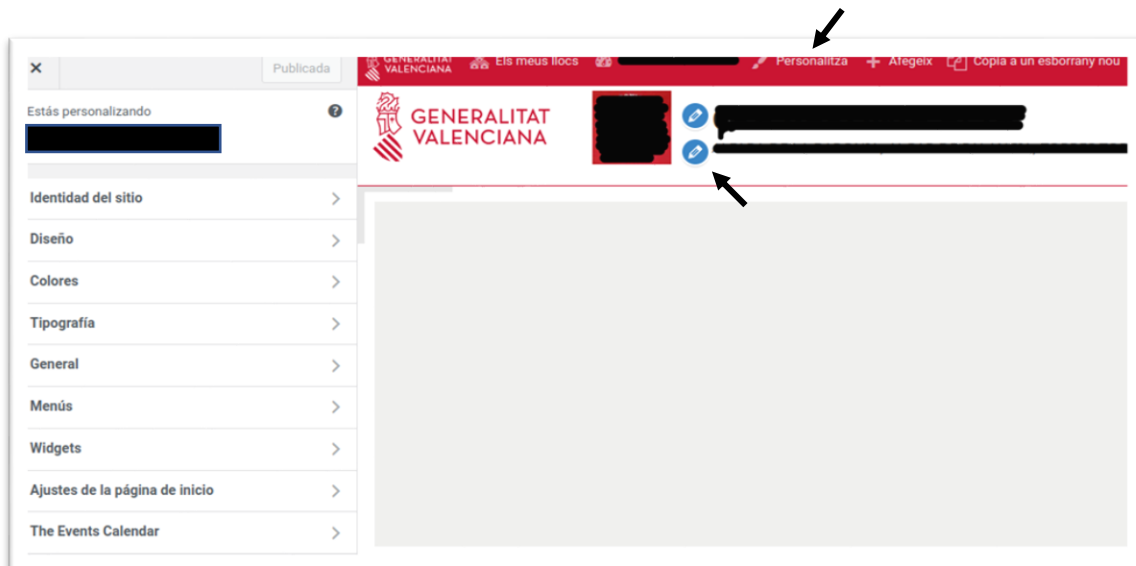 GENERALITAT
VALENCIANA
Els meus llocs
Personalitza
Afegeix
Copia a un esborrany nou
Publicada
Estás personalizando
GENERALITAT
VALENCIANA
Identidad del sitio
Diseño
Colores
Tipografía
General
Menús
Widgets
Ajustes de la página de inicio
The Events Calendar